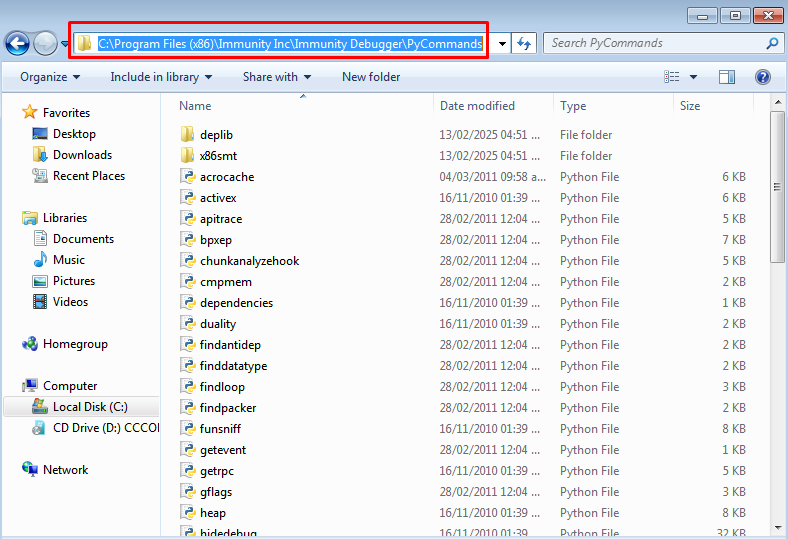 C:\Program Files (x86)\Immunity Inc\Immunity Debugger\PyCommands
Search PyCommands
Organize Include in library Share with New folder
Favorites
Desktop
Downloads
Recent Places
Libraries
Documents
Music
Pictures
Videos
Homegroup
Computer
Local Disk (C:)
CD Drive (D:) CCCO
Network
Name Date modified Type Size
deplib 13/02/2025 04:51 ... File folder
x86smt 13/02/2025 04:51 ... File folder
acrocache 04/03/2011 09:58 a... Python File 6 KB
activex 16/11/2010 01:39 ... Python File 6 KB
apitrace 28/02/2011 12:04 ... Python File 5 KB
bpxep 28/02/2011 12:04 ... Python File 7 KB
chunkanalyzehook 28/02/2011 12:04 ... Python File 5 KB
cmpmem 28/02/2011 12:04 ... Python File 2 KB
dependencies 16/11/2010 01:39 ... Python File 2 KB
duality 16/11/2010 01:39 ... Python File 2 KB
findantidep 28/02/2011 12:04 ... Python File 2 KB
finddatatype 28/02/2011 12:04 ... Python File 2 KB
findloop 28/02/2011 12:04 ... Python File 3 KB
findpacker 28/02/2011 12:04 ... Python File 2 KB
funsniff 16/11/2010 01:39 ... Python File 8 KB
getevent 28/02/2011 12:04 ... Python File 1 KB
getrpc 16/11/2010 01:39 ... Python File 5 KB
gflags 28/02/2011 12:04 ... Python File 3 KB
heap 16/11/2010 01:39 ... Python File 8 KB
hidedebug 28/02/2011 12:04 ... Python File 32 KB